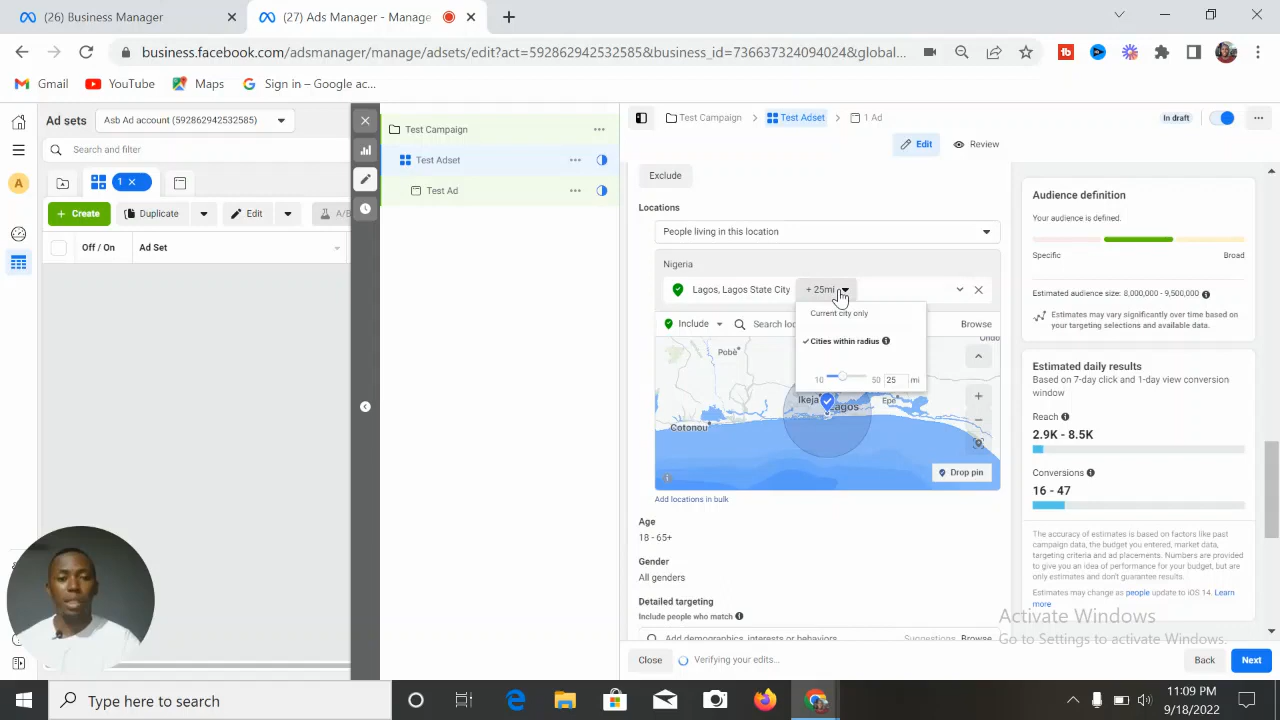 (26) Business Manager
(27) Ads Manager - Manage
business.facebook.com/adsmanager/manage/adsets/edit?act=592862942532585&business_id=736637324094024&global...
Gmail
YouTube
Maps
Sign in – Google ac...
Ad sets
Asb Ad account (592862942532585)
Search and filter
A
1
+ Create
Duplicate
Edit
A/B
Off / On
Ad Set
Test Campaign
Test Adset
Test Ad
Test Campaign
Test Adset
1 Ad
In draft
Edit
Review
Exclude
Locations
People living in this location
Nigeria
Lagos, Lagos State City
+ 25mi
Current city only
Cities within radius
10
50
25
mi
Include
Search loc
Browse
Pobè
Undo
Ikeja
Lagos
Epe
Cotonou
Drop pin
Add locations in bulk
Age
18 - 65+
Gender
All genders
Detailed targeting
Include people who match
Add demographics, interests or behaviors
Suggestions
Browse
Close
Verifying your edits...
Back
Next
Audience definition
Your audience is defined.
Specific
Broad
Estimated audience size: 8,000,000 - 9,500,000
Estimates may vary significantly over time based on
your targeting selections and available data.
Estimated daily results
Based on 7-day click and 1-day view conversion
window
Reach
2.9K - 8.5K
Conversions
16 - 47
The accuracy of estimates is based on factors like past
campaign data, the budget you entered, market data,
targeting criteria and ad placements. Numbers are provided
to give you an idea of performance for your budget, but are
only estimates and don't guarantee results.
Estimates may change as people update to iOS 14. Learn
more
Activate Windows
Go to Settings to activate Windows.
Type here to search
11:09 PM
9/18/2022